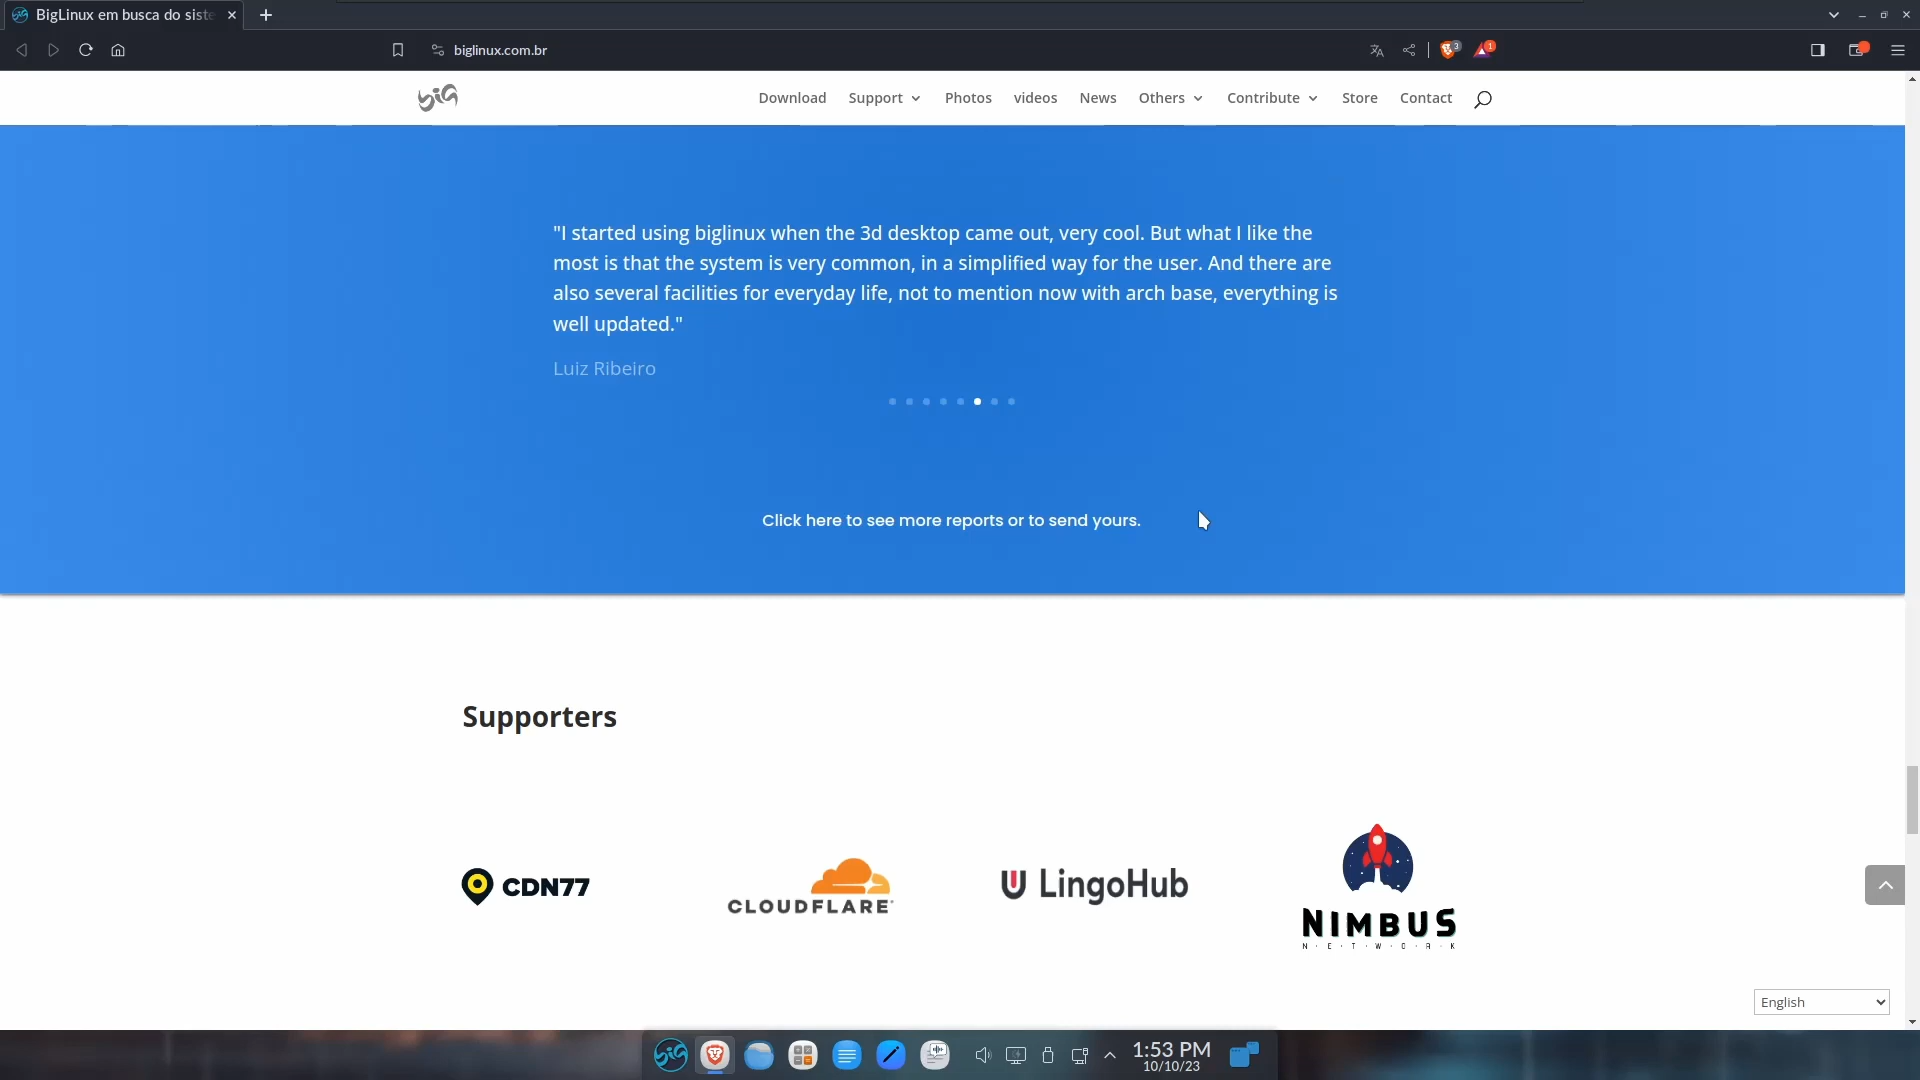 BigLinux em busca do siste
biglinux.com.br
3
1
big
Download Support Photos videos News Others Contribute Store Contact
"I started using biglinux when the 3d desktop came out, very cool. But what I like the
most is that the system is very common, in a simplified way for the user. And there are
also several facilities for everyday life, not to mention now with arch base, everything is
well updated."
Luiz Ribeiro
Click here to see more reports or to send yours.
Supporters
CDN77
CLOUDFLARE
LingoHub
NIMBUS
N·E·T·W·O·R·K
English
big
1:53 PM
10/10/23